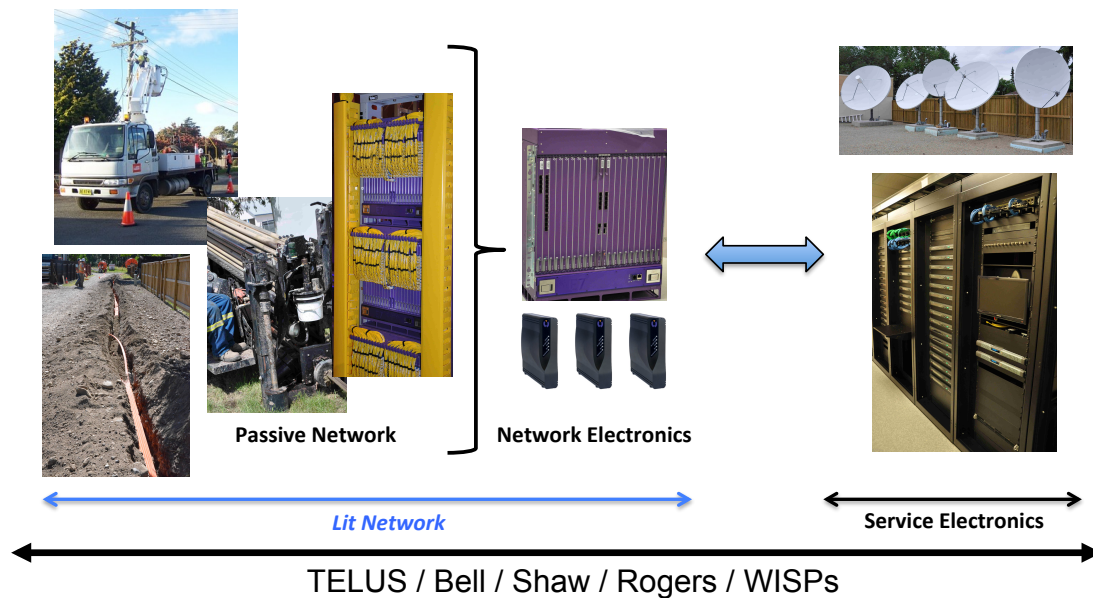 Passive Network
Network Electronics
Lit Network
Service Electronics
TELUS / Bell / Shaw / Rogers / WISPs